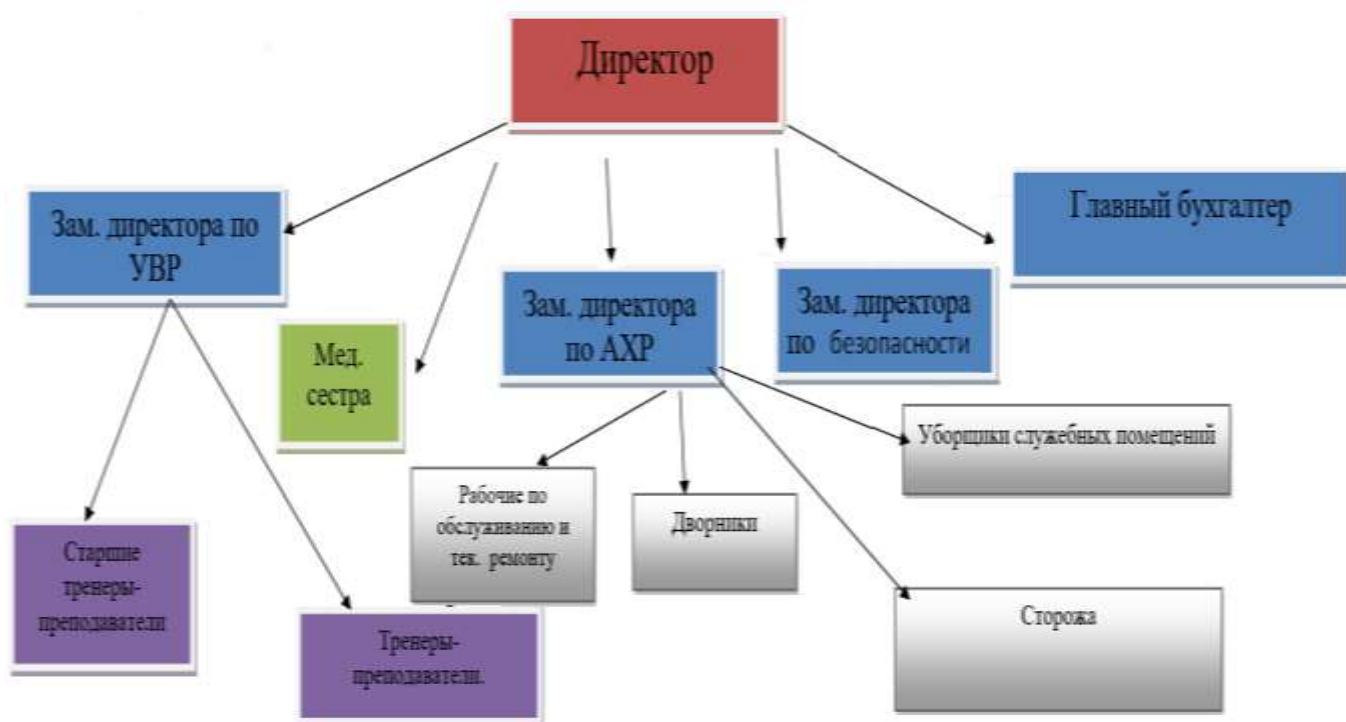 Директор
Зам. директора по
УВР
Главный бухгалтер
Зам. директора
по АХР
Зам. директора
по безопасности
Мед.
сестра
Уборщики служебных помещений
Рабочие по
обслуживанию и
тек. ремонту
Дворники
Старшие
тренеры-
преподаватели
Тренеры-
преподаватели.
Сторожа